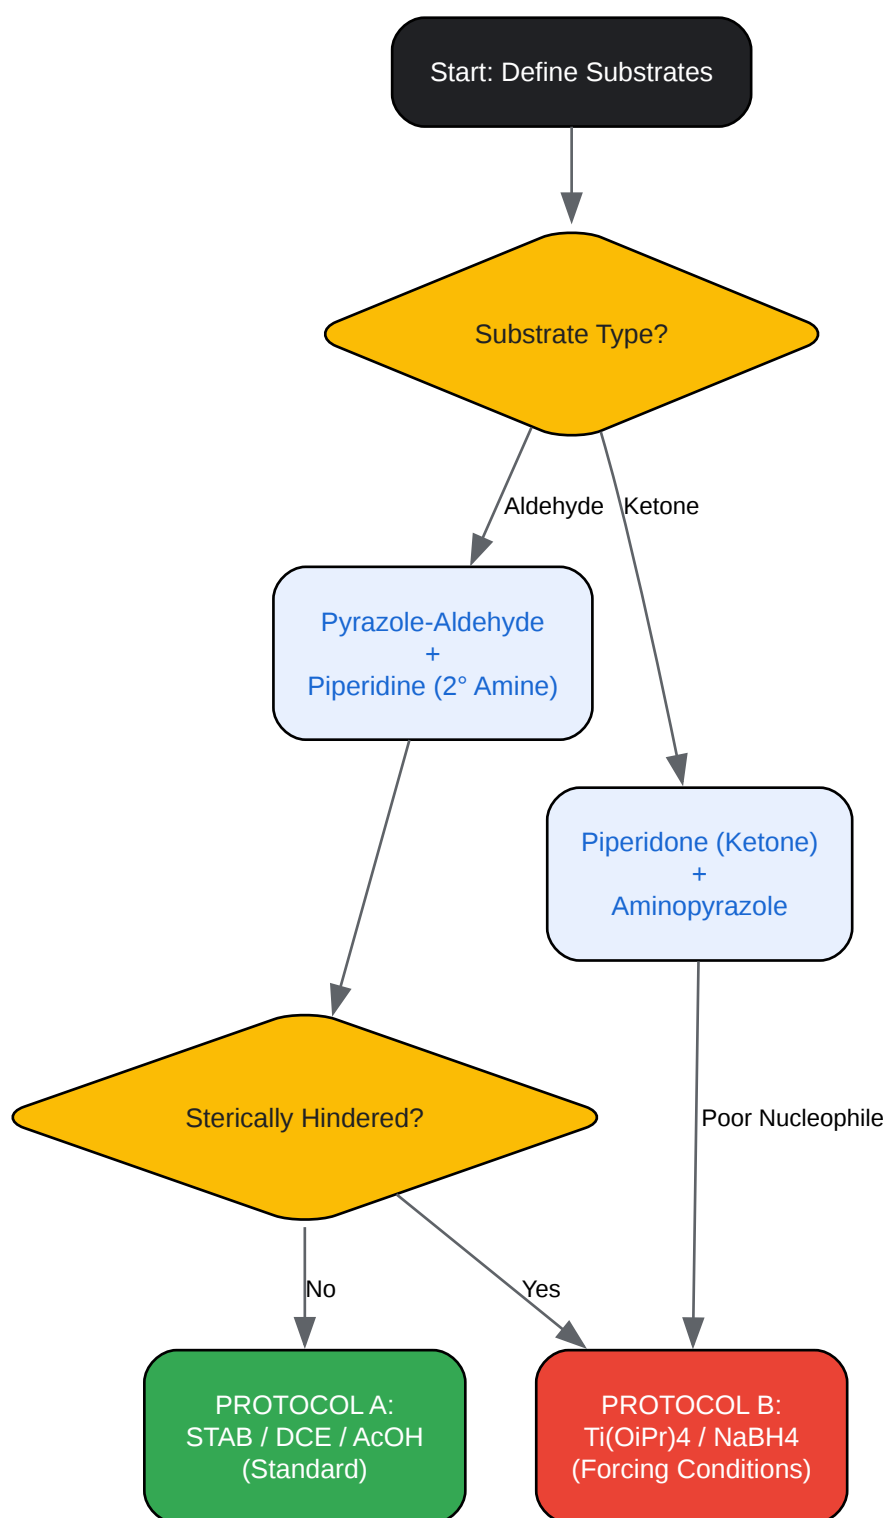 Start: Define Substrates
Substrate Type?
Aldehyde
Ketone
Pyrazole-Aldehyde
+
Piperidine (2° Amine)
Piperidone (Ketone)
+
Aminopyrazole
Sterically Hindered?
Poor Nucleophile
No
Yes
PROTOCOL A:
STAB / DCE / AcOH
(Standard)
PROTOCOL B:
Ti(OiPr)4 / NaBH4
(Forcing Conditions)